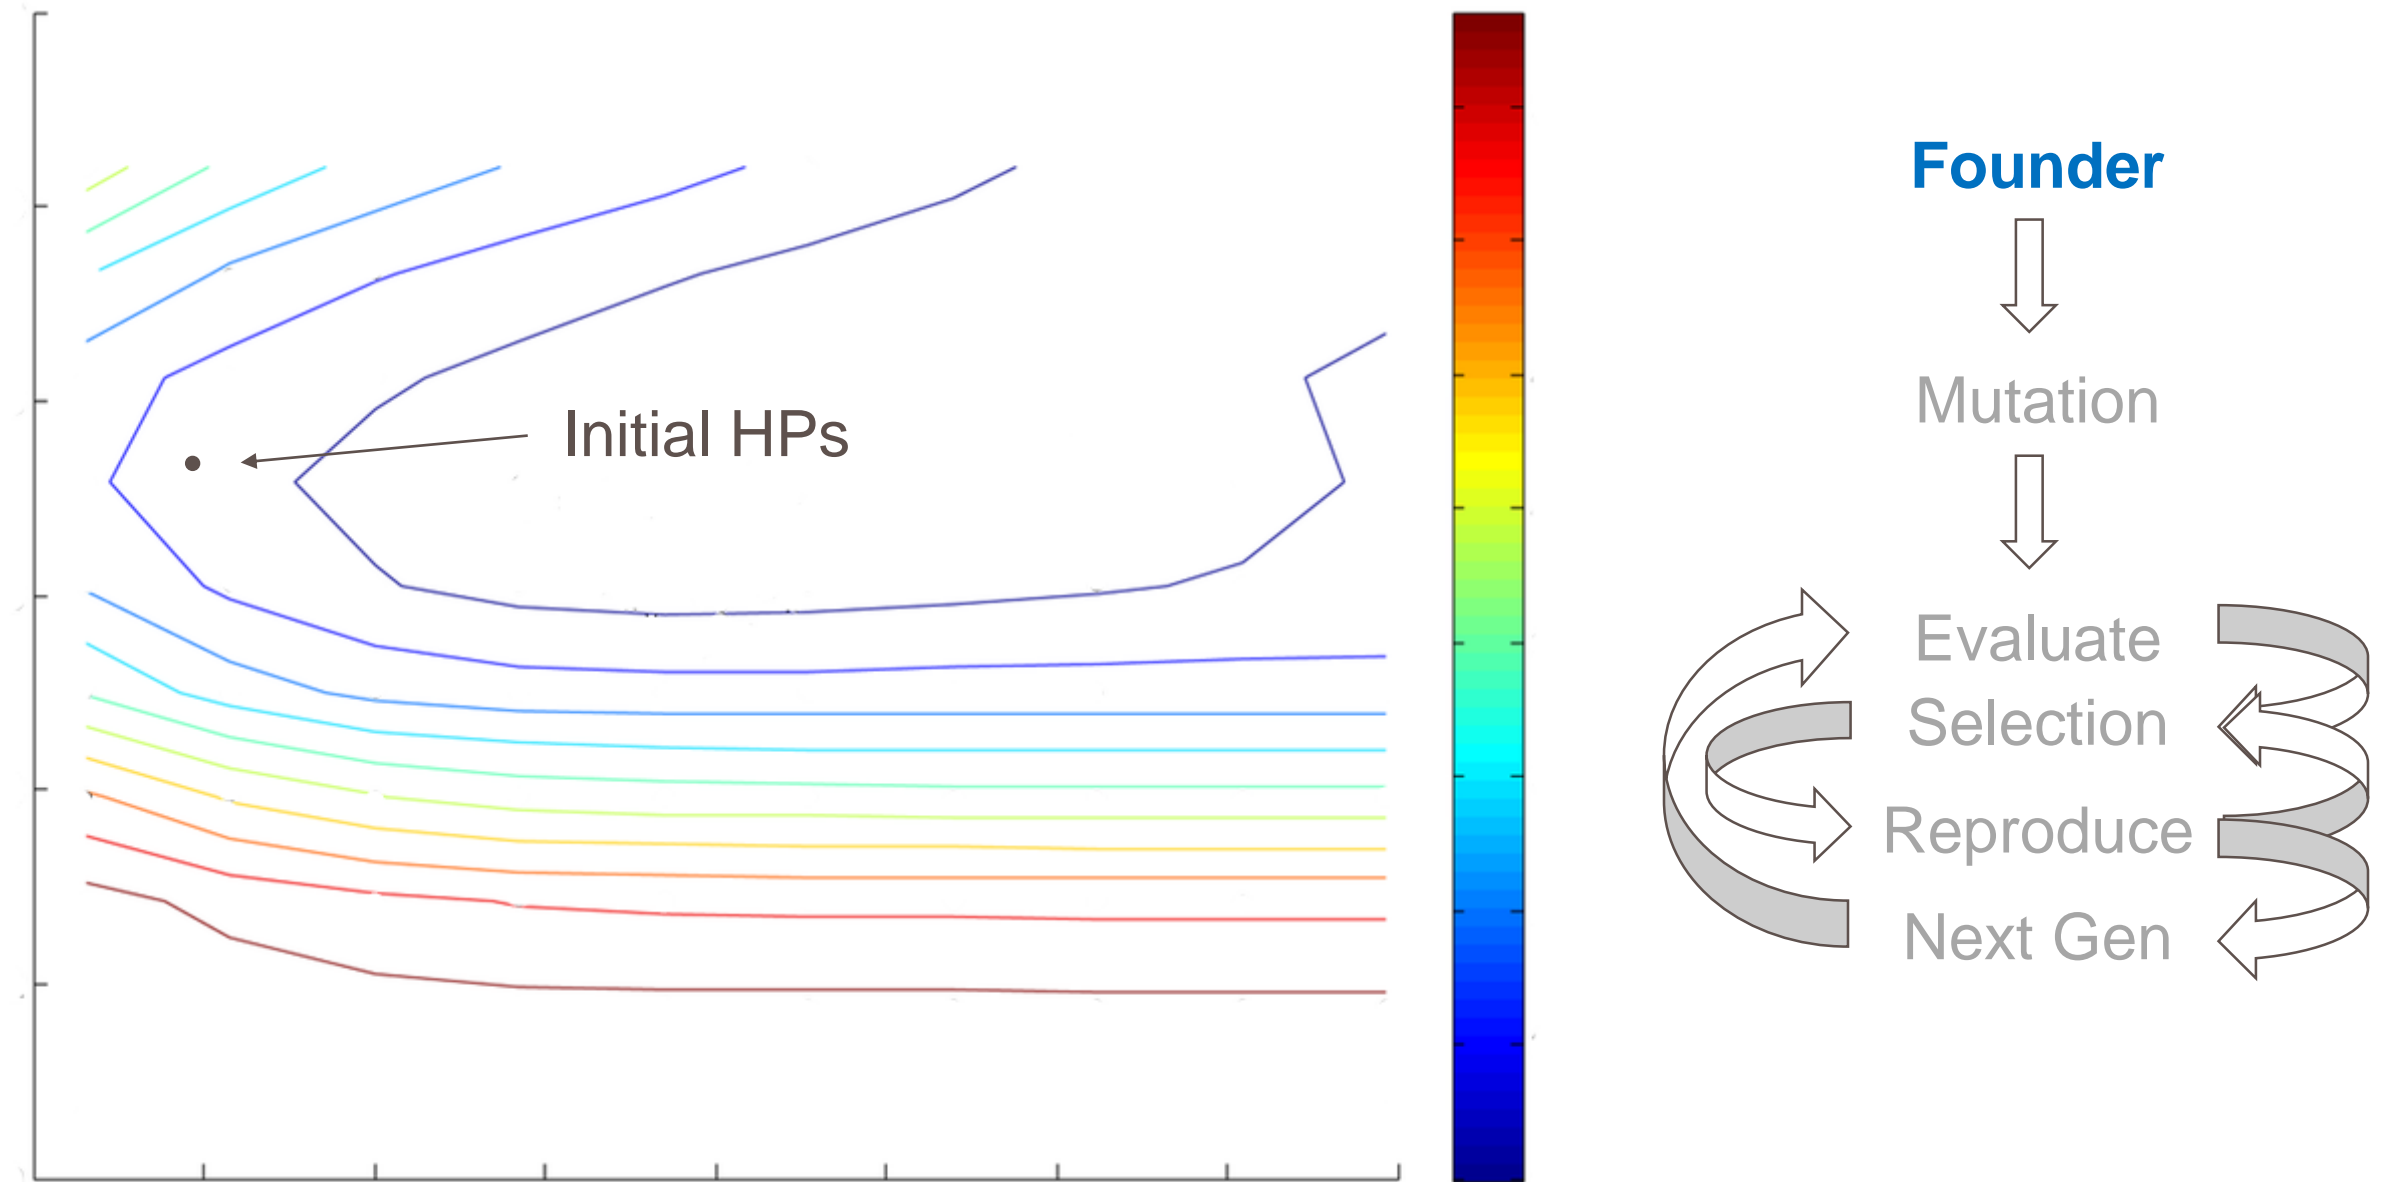 Initial HPs
Founder
Mutation
Evaluate
Selection
Reproduce
Next Gen